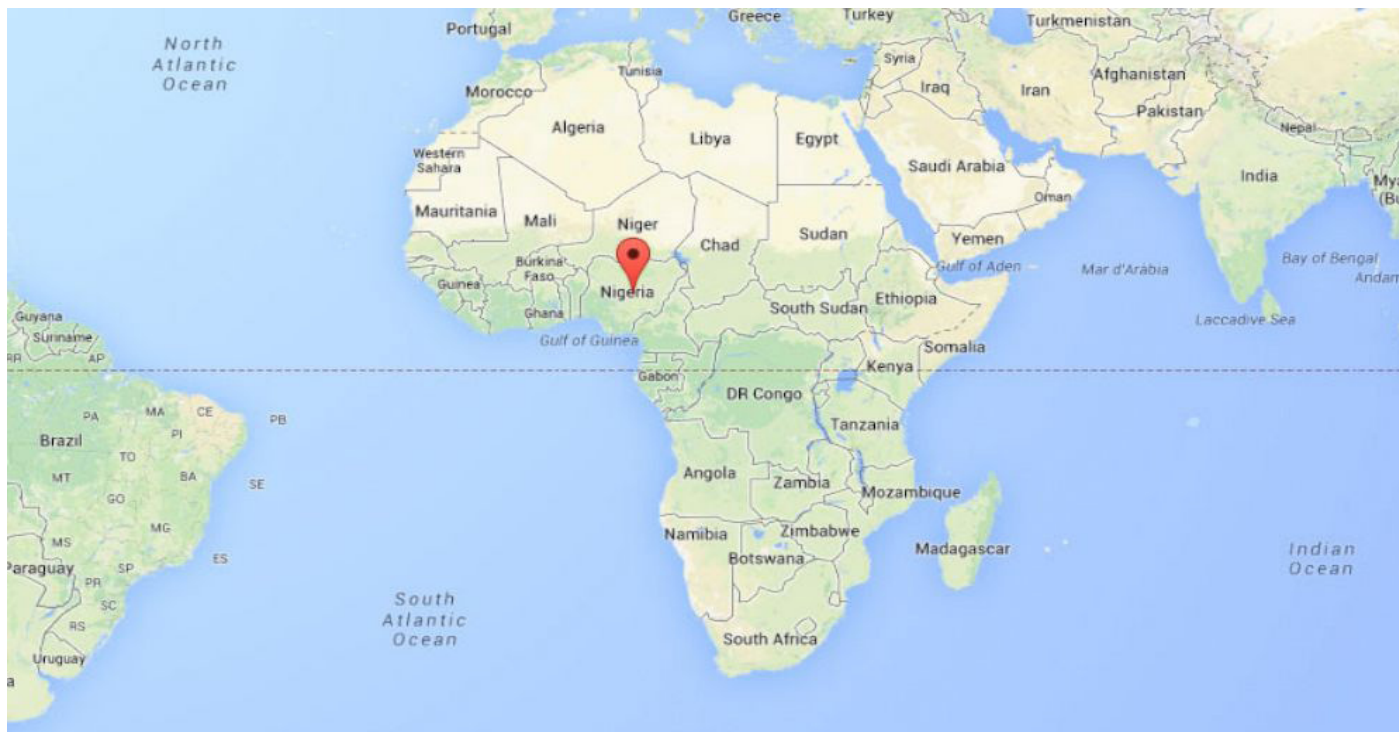 Greece
Turkey
Turkmenistan
Portugal
North
Atlantic
Ocean
Syria
Tunisia
Afghanistan
Iraq
Iran
Morocco
Pakistan
Algeria
Libya
Egypt
Nepal
Western
Sahara
Saudi Arabia
India
Oman
Mya
(Bu
Mauritania
Mali
Niger
Chad
Sudan
Yemen
Burkina
Faso
Gulf of Aden
Mar d'Aràbia
Bay of Bengal
Andam
Guinea
Nigeria
Ethiopia
Ghana
South Sudan
Guyana
Laccadive Sea
Suriname
Gulf of Guinea
Somalia
RR
AP
Kenya
Gabon
DR Congo
PA
MA
CE
PB
Tanzania
Brazil
PI
TO
MT
BA
Angola
SE
Zambia
GO
Mozambique
MG
Namibia
Zimbabwe
MS
Madagascar
Indian
Ocean
ES
Botswana
Paraguay
SP
PR
South
Atlantic
Ocean
SC
RS
South Africa
Uruguay
a